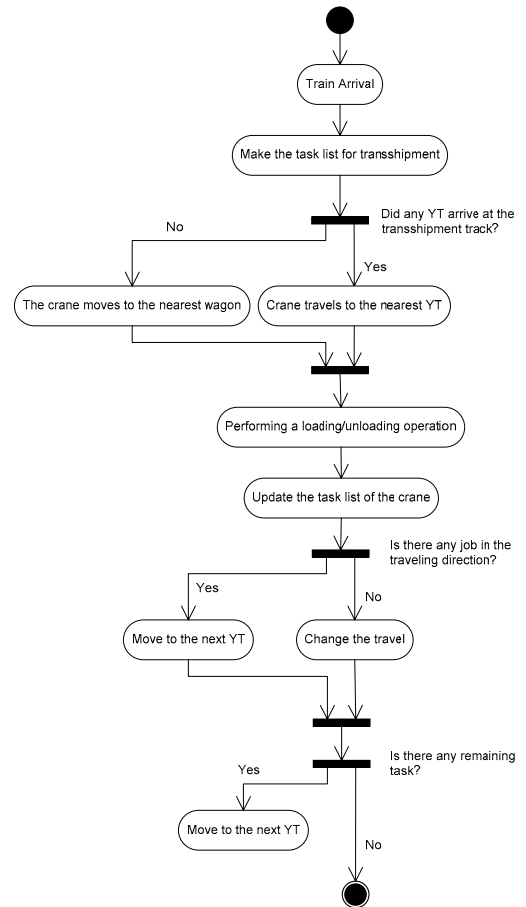 Train Arrival
Make the task list for transshipment
Did any YT arrive at the
transshipment track?
No
Yes
The crane moves to the nearest wagon
Crane travels to the nearest YT
Performing a loading/unloading operation
Update the task list of the crane
Is there any job in the
traveling direction?
Yes
No
Move to the next YT
Change the travel
Is there any remaining
task?
Yes
Move to the next YT
No